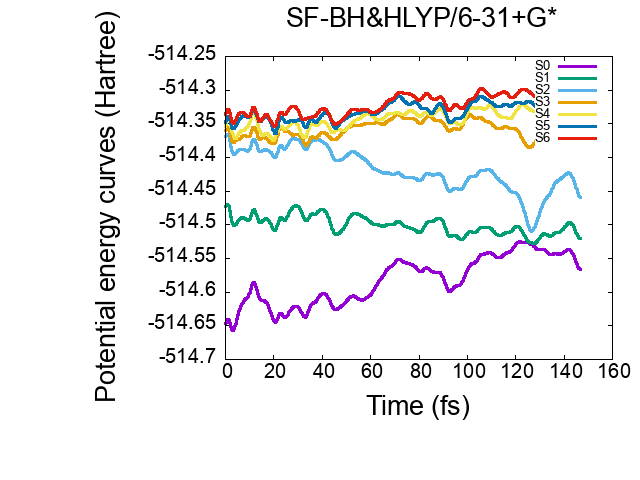 SF-BH&HLYP/6-31+G*
Potential energy curves (Hartree)
-514.25
-514.3
-514.35
-514.4
-514.45
-514.5
-514.55
-514.6
-514.65
-514.7
S0
S1
S2
S3
S4
S5
S6
0 20 40 60 80 100 120 140 160
Time (fs)